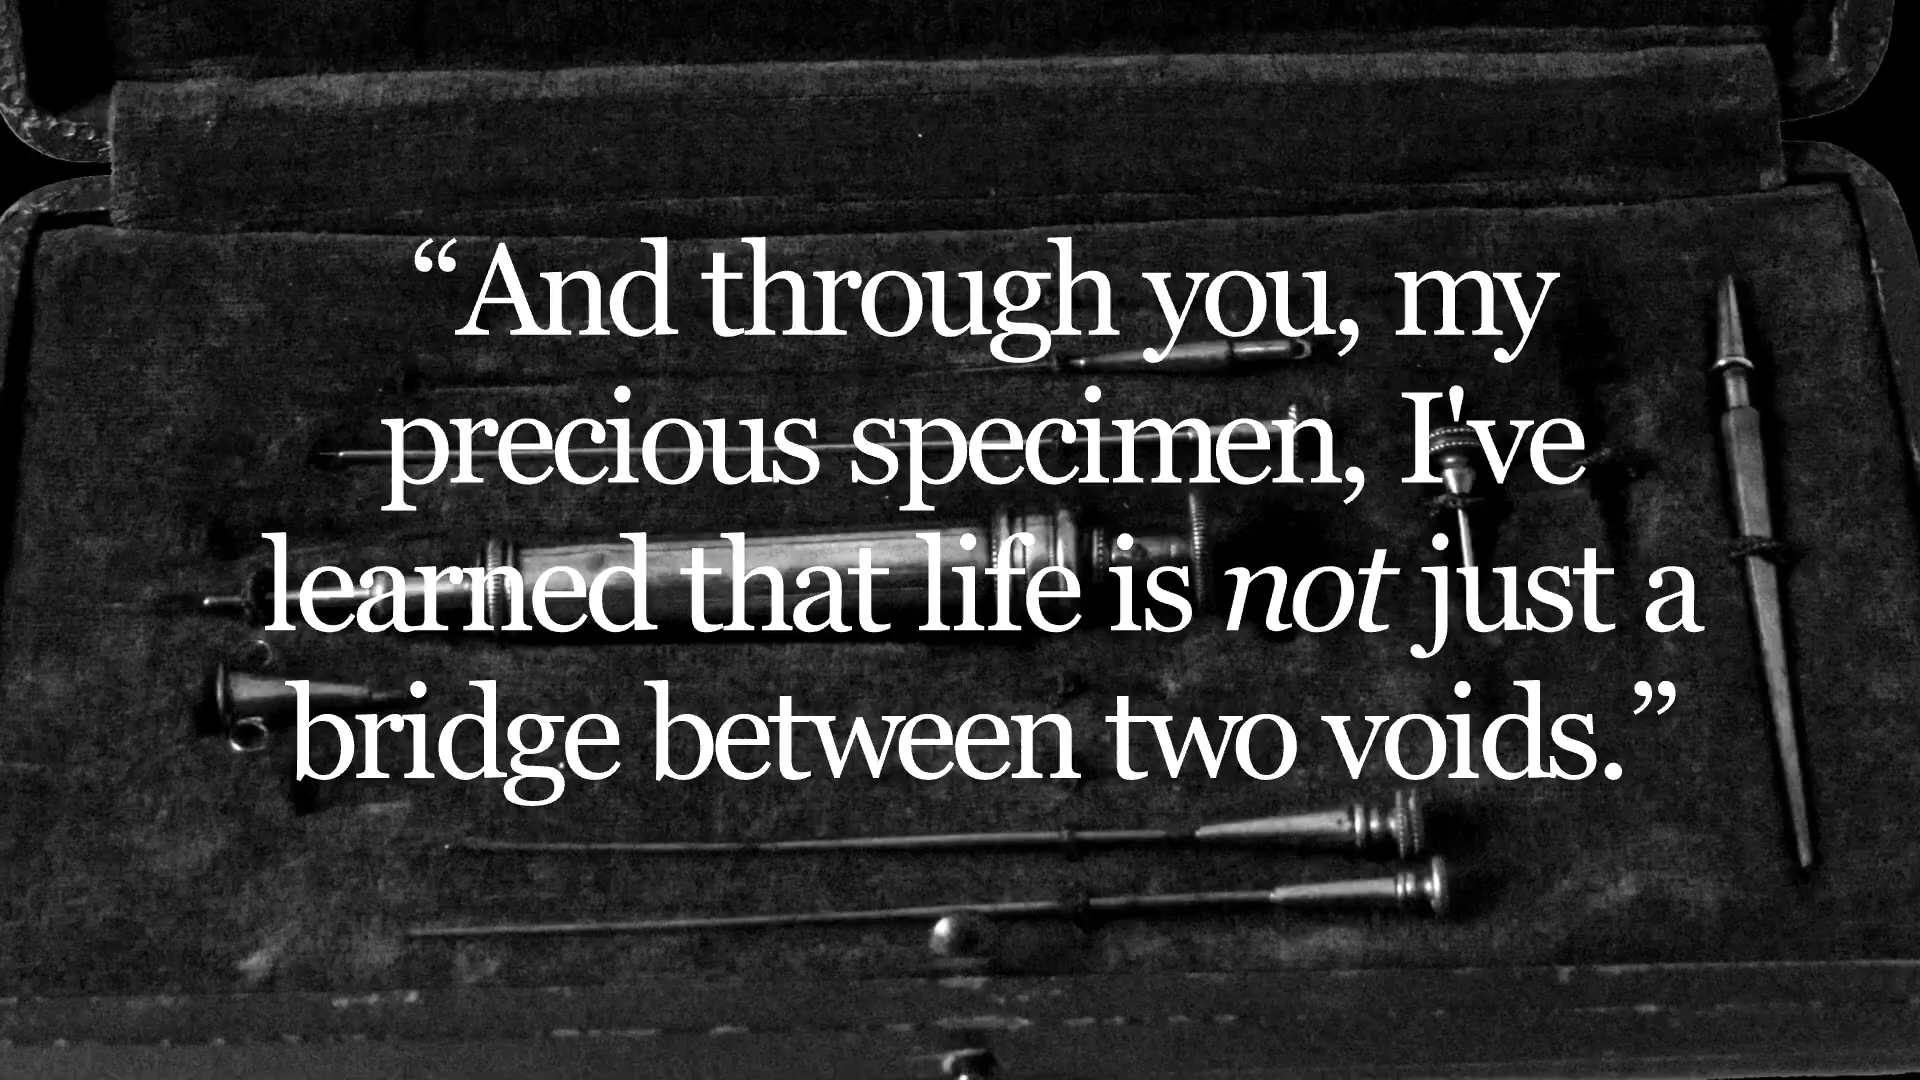 “And through you, my
precious specimen, I've
learned that life is not just a
bridge between two voids.”